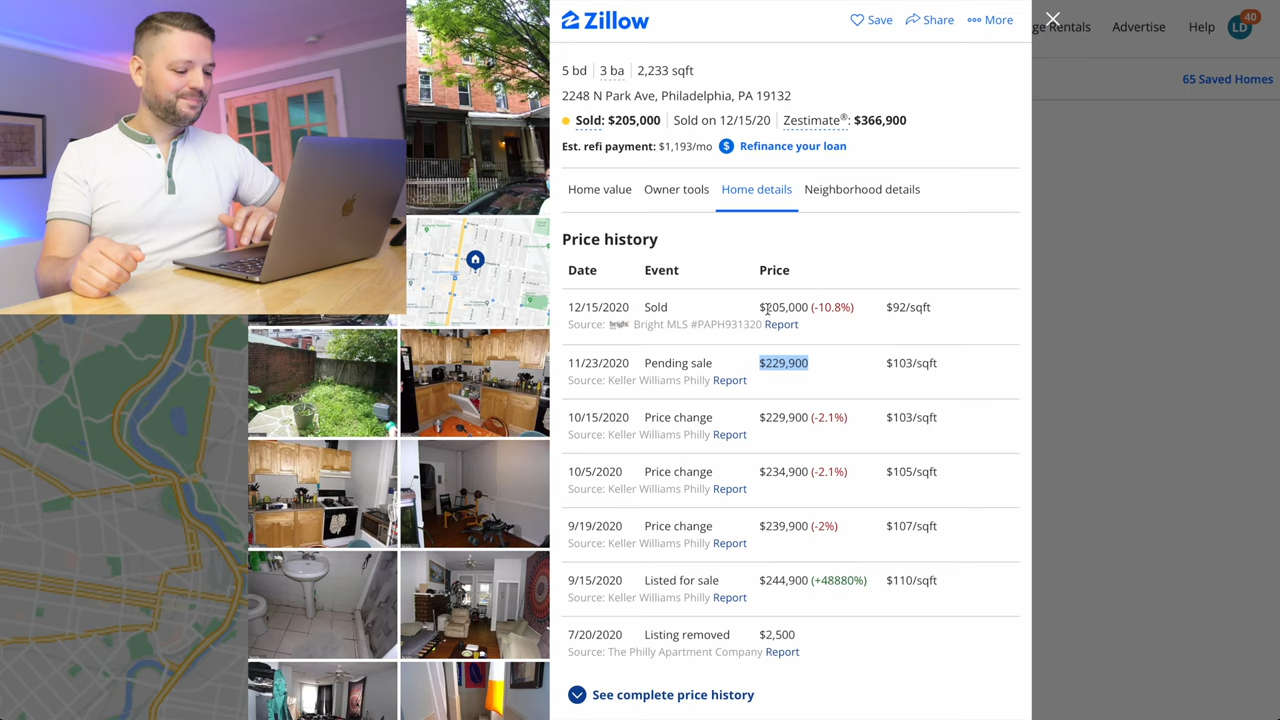 Zillow
Save Share More
ge Rentals Advertise Help LD 40
65 Saved Homes
5 bd 3 ba 2,233 sqft
2248 N Park Ave, Philadelphia, PA 19132
Sold: $205,000 Sold on 12/15/20 Zestimate®: $366,900
Est. refi payment: $1,193/mo $ Refinance your loan
Home value Owner tools Home details Neighborhood details
Price history
Date Event Price
12/15/2020 Sold $205,000 (-10.8%) $92/sqft
Source: Bright MLS #PAPH931320 Report
11/23/2020 Pending sale $229,900 $103/sqft
Source: Keller Williams Philly Report
10/15/2020 Price change $229,900 (-2.1%) $103/sqft
Source: Keller Williams Philly Report
10/5/2020 Price change $234,900 (-2.1%) $105/sqft
Source: Keller Williams Philly Report
9/19/2020 Price change $239,900 (-2%) $107/sqft
Source: Keller Williams Philly Report
9/15/2020 Listed for sale $244,900 (+48880%) $110/sqft
Source: Keller Williams Philly Report
7/20/2020 Listing removed $2,500
Source: The Philly Apartment Company Report
See complete price history